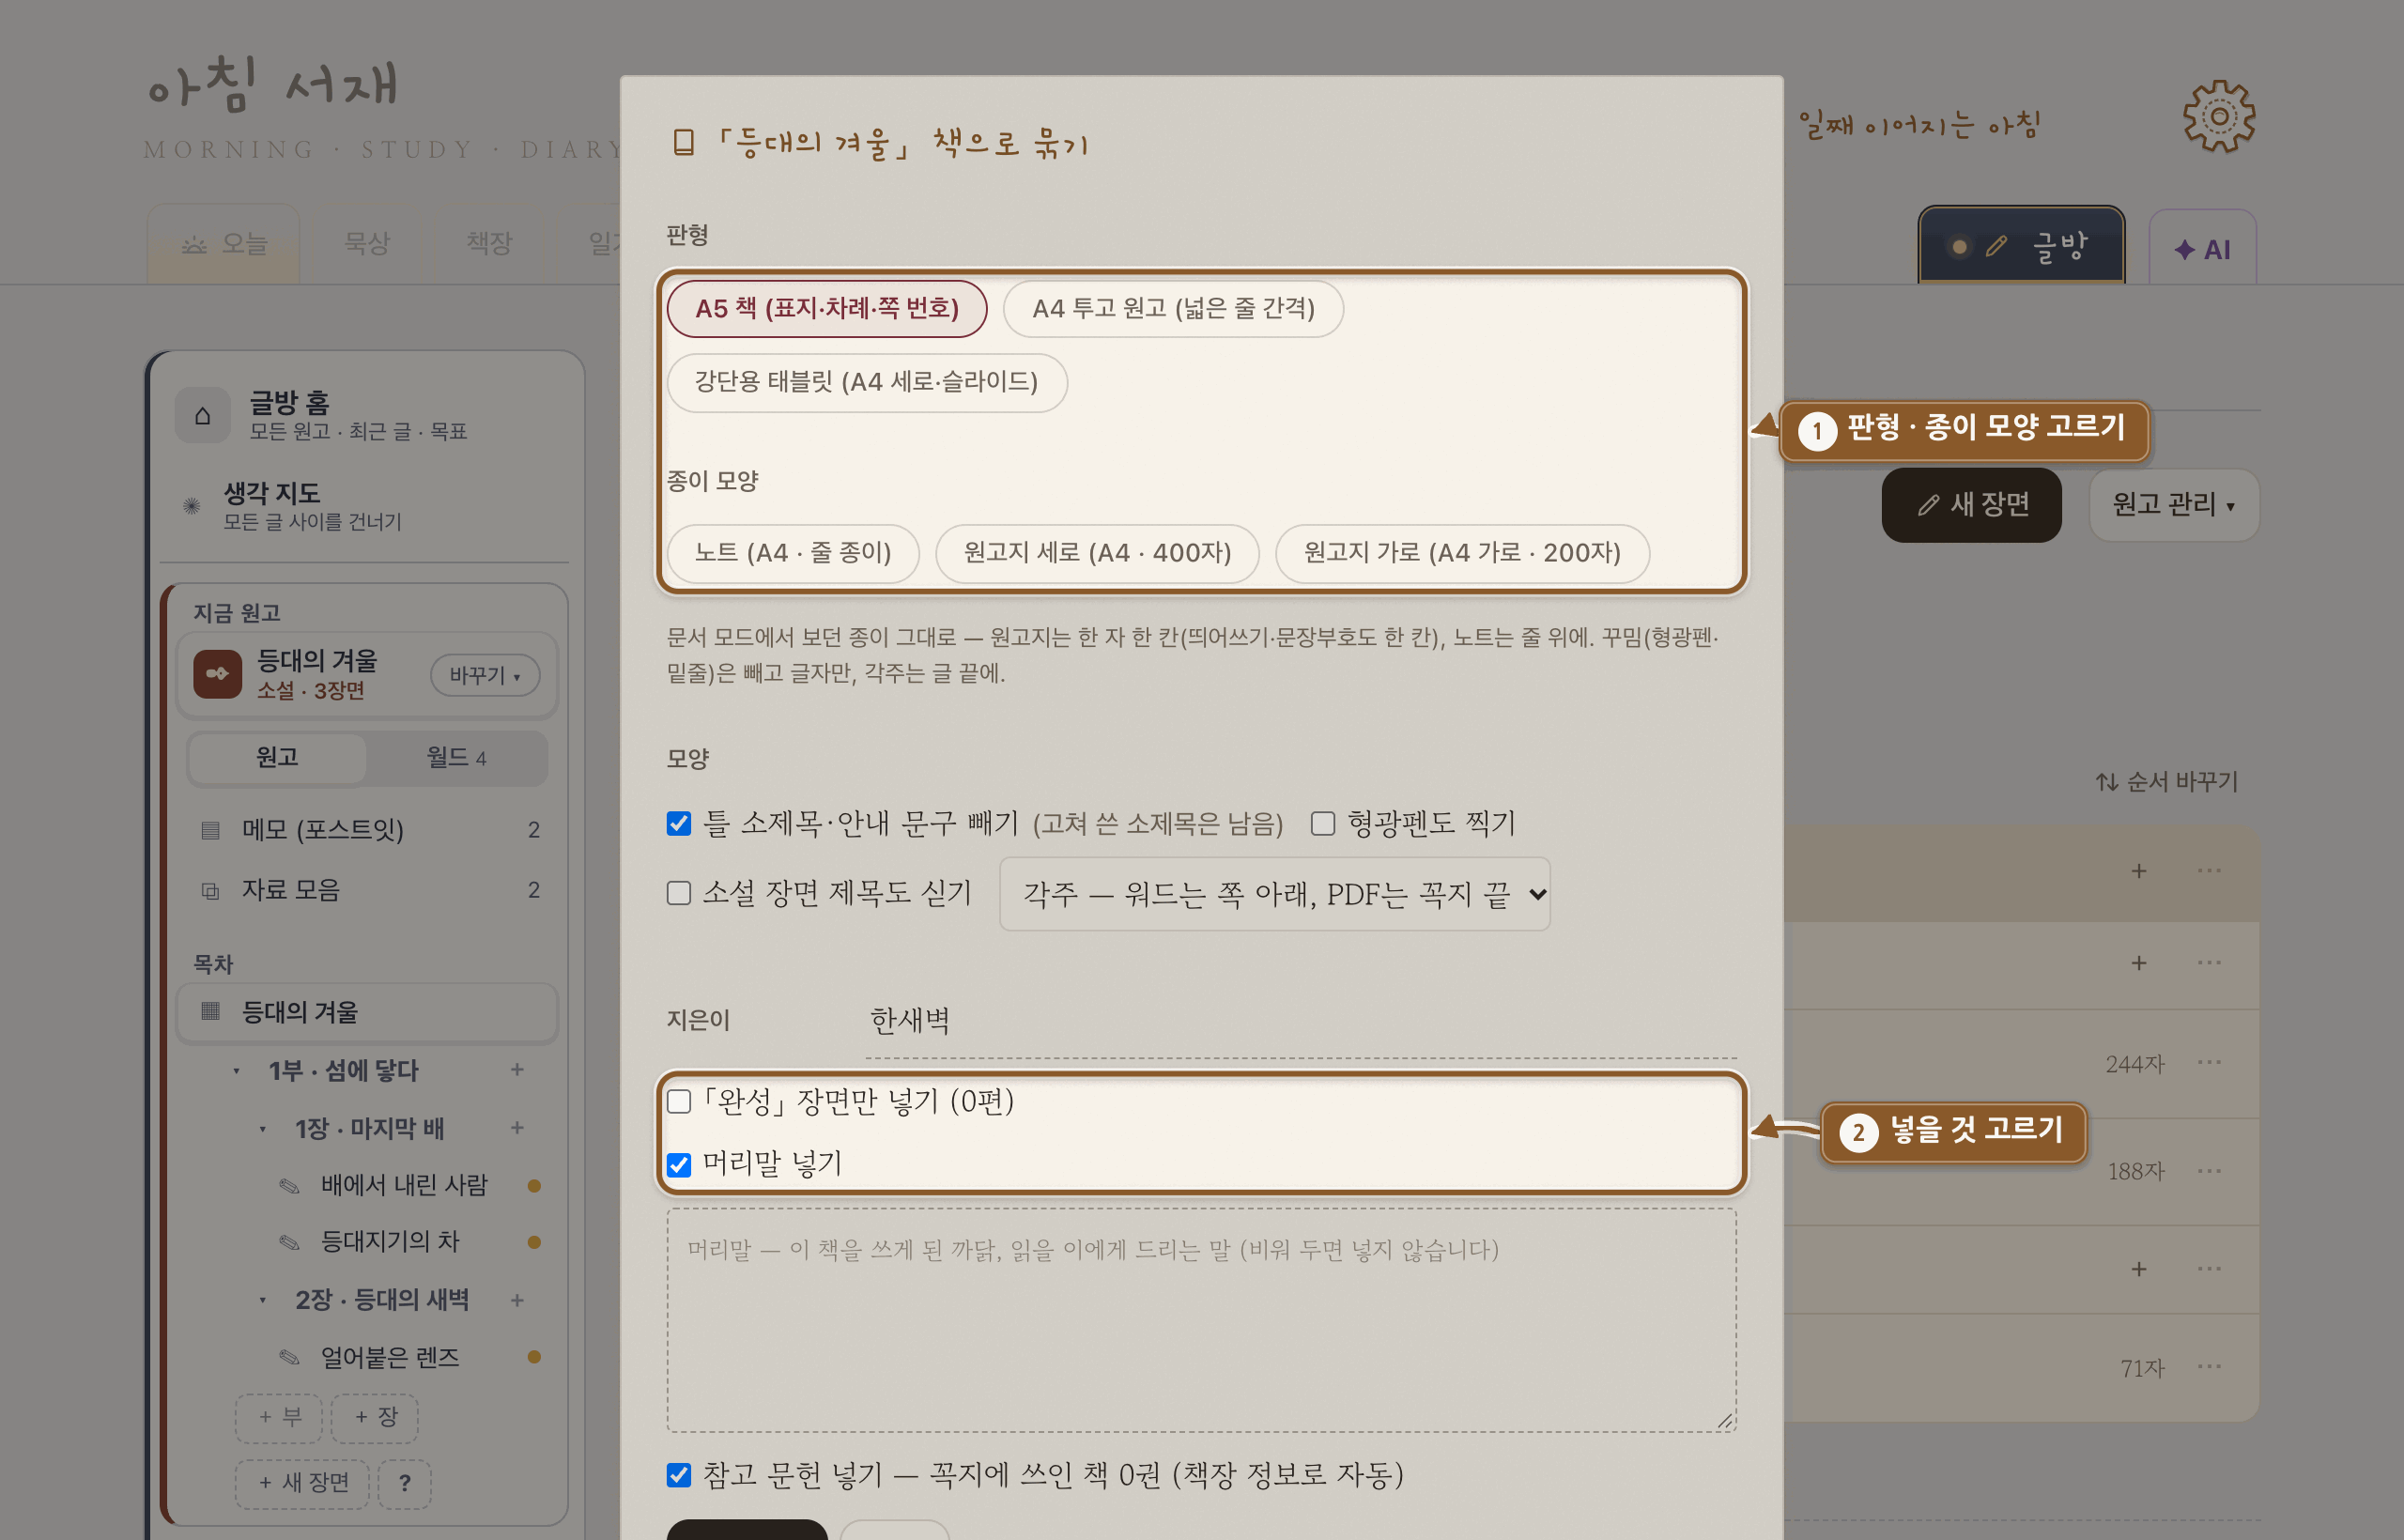 아침 서재
MORNING · STUDY · DIARY
일째 이어지는 아침
오늘
묵상
책장
글방
AI
글방 홈
모든 원고 · 최근 글 · 목표
생각 지도
모든 글 사이를 건너기
지금 원고
등대의 겨울
소설 · 3장면
바꾸기 ▾
원고
월드 4
메모 (포스트잇) 2
자료 모음 2
목차
등대의 겨울
1부 · 섬에 닿다 +
1장 · 마지막 배 +
배에서 내린 사람
등대지기의 차
2장 · 등대의 새벽 +
얼어붙은 렌즈
+ 부
+ 장
+ 새 장면
?
「등대의 겨울」 책으로 묶기
판형
A5 책 (표지·차례·쪽 번호)
A4 투고 원고 (넓은 줄 간격)
강단용 태블릿 (A4 세로·슬라이드)
종이 모양
노트 (A4 · 줄 종이)
원고지 세로 (A4 · 400자)
원고지 가로 (A4 가로 · 200자)
1 판형 · 종이 모양 고르기
문서 모드에서 보던 종이 그대로 — 원고지는 한 자 한 칸(띄어쓰기·문장부호도 한 칸), 노트는 줄 위에. 꾸밈(형광펜·
밑줄)은 빼고 글자만, 각주는 글 끝에.
모양
틀 소제목·안내 문구 빼기 (고쳐 쓴 소제목은 남음)
형광펜도 찍기
소설 장면 제목도 싣기
각주 — 워드는 쪽 아래, PDF는 꼭지 끝
지은이 한새벽
「완성」 장면만 넣기 (0편)
머리말 넣기
2 넣을 것 고르기
머리말 — 이 책을 쓰게 된 까닭, 읽을 이에게 드리는 말 (비워 두면 넣지 않습니다)
참고 문헌 넣기 — 꼭지에 쓰인 책 0권 (책장 정보로 자동)
새 장면
원고 관리 ▾
순서 바꾸기
+ ···
+ ···
244자 ···
188자 ···
+ ···
71자 ···